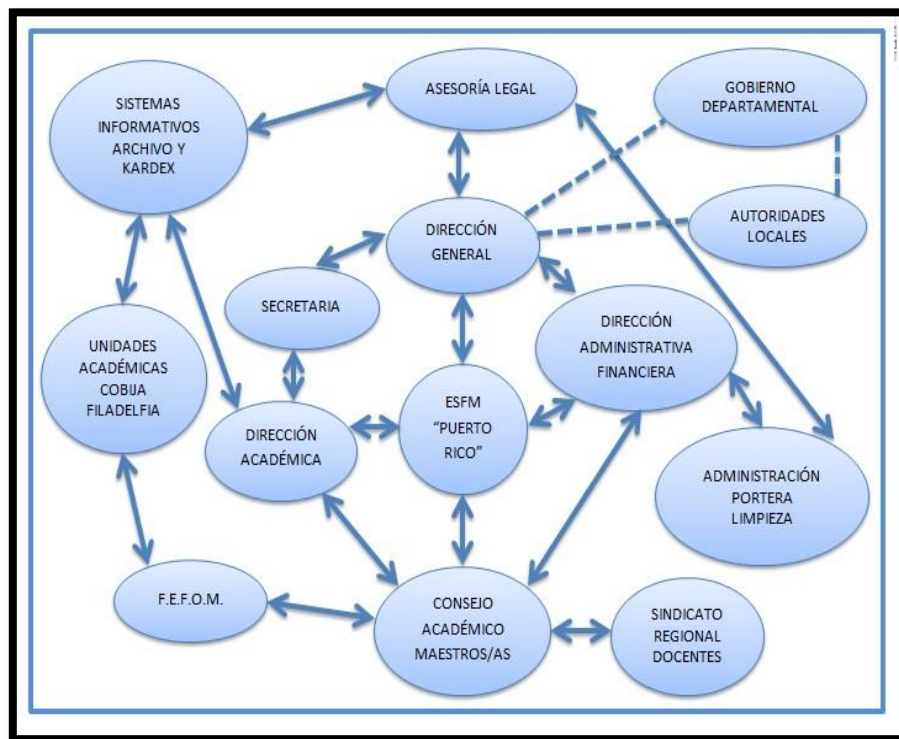 SISTEMAS
INFORMATIVOS
ARCHIVO Y
KARDEX
ASESORÍA LEGAL
GOBIERNO
DEPARTAMENTAL
AUTORIDADES
LOCALES
DIRECCIÓN
GENERAL
SECRETARIA
UNIDADES
ACADÉMICAS
COBIJA
FILADELFIA
DIRECCIÓN
ADMINISTRATIVA
FINANCIERA
ESFM
“PUERTO
RICO”
DIRECCIÓN
ACADÉMICA
ADMINISTRACIÓN
PORTERA
LIMPIEZA
F.E.F.O.M.
CONSEJO
ACADÉMICO
MAESTROS/AS
SINDICATO
REGIONAL
DOCENTES